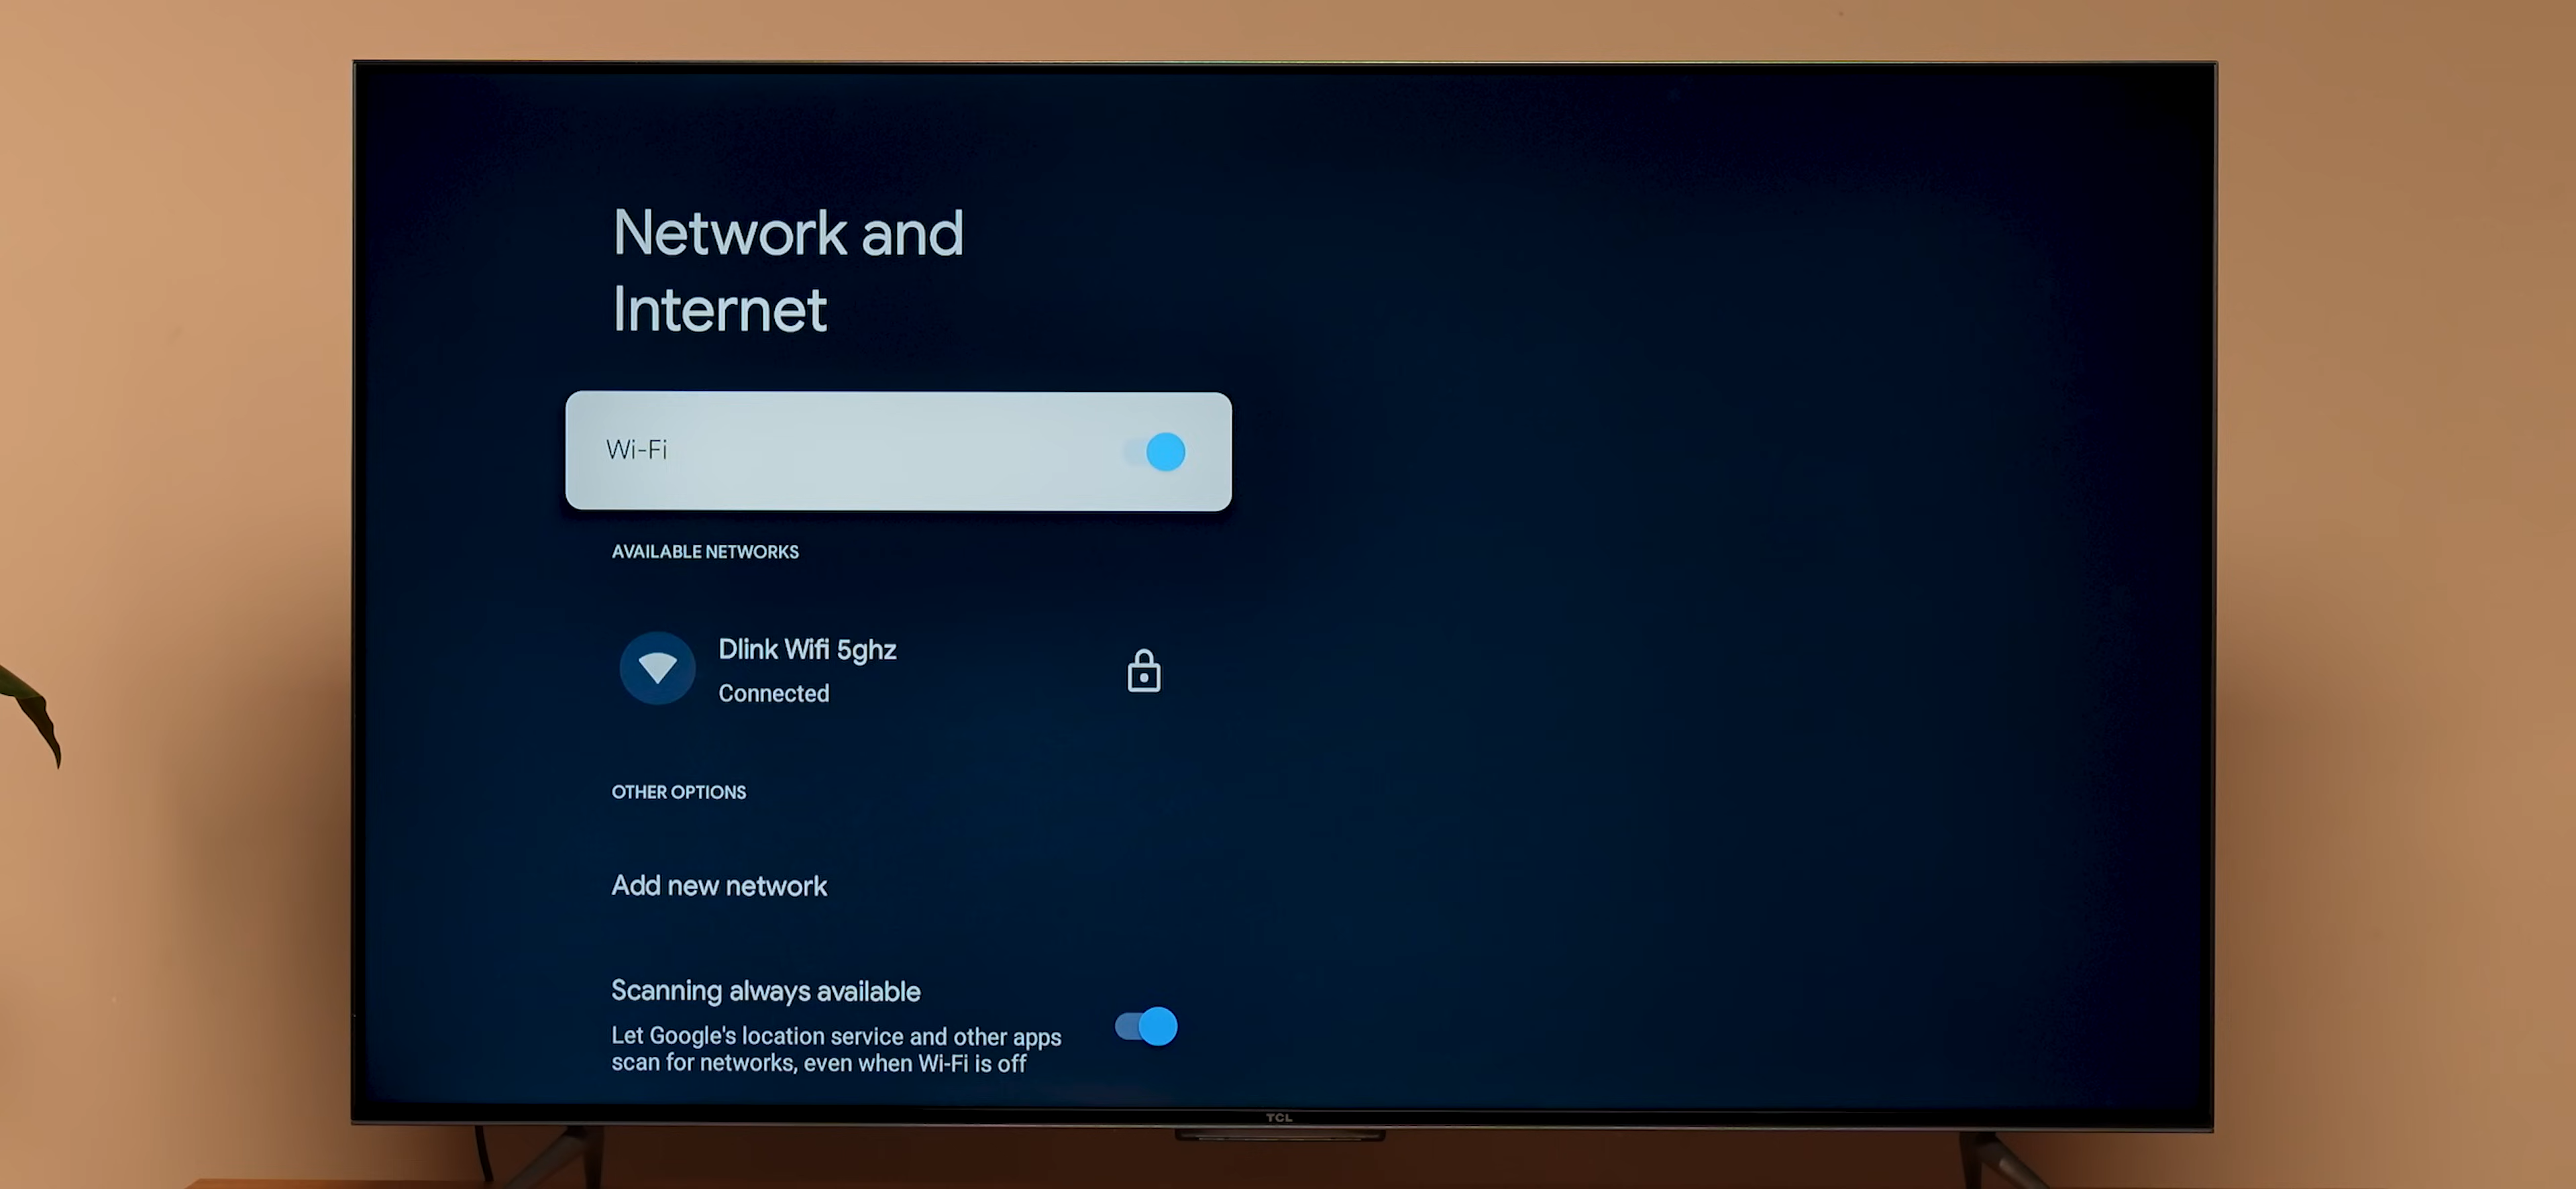 Network and
Internet
Wi-Fi
AVAILABLE NETWORKS
Dlink Wifi 5ghz
Connected
OTHER OPTIONS
Add new network
Scanning always available
Let Google's location service and other apps
scan for networks, even when Wi-Fi is off
TCL